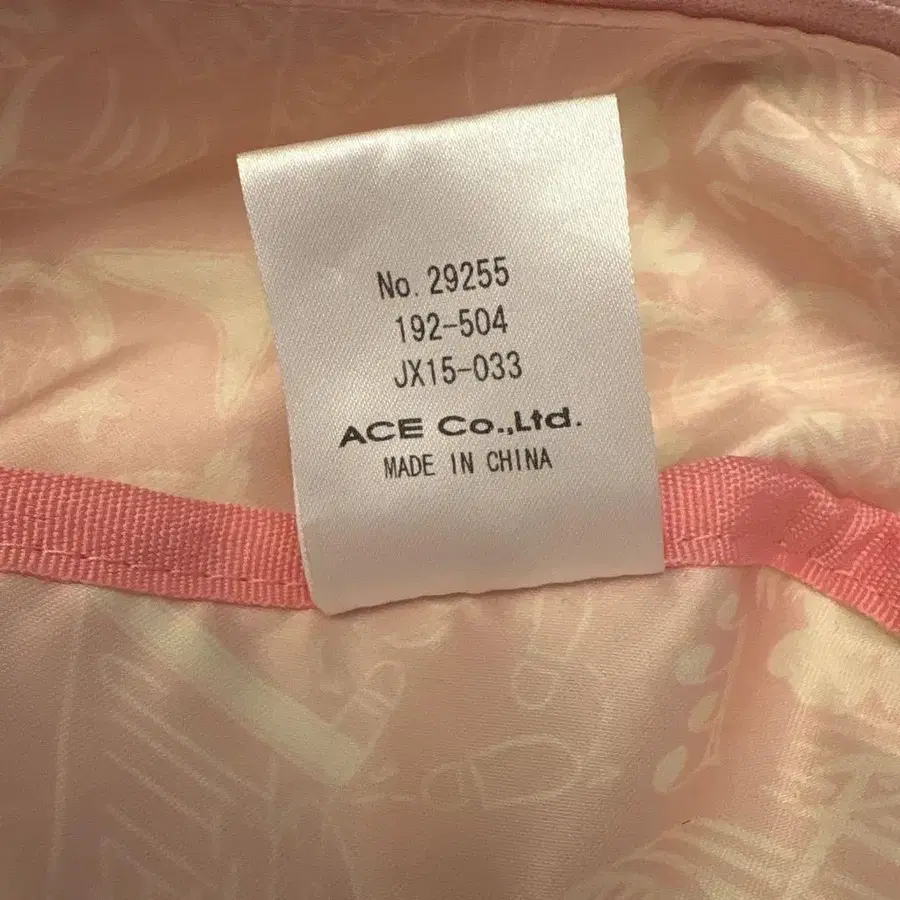 No. 29255
192-504
JX15-033
ACE Co.,Ltd.
MADE IN CHINA